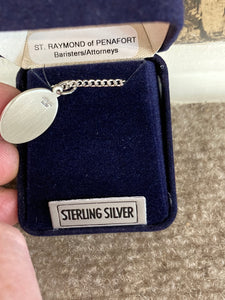 ST. RAYMOND of PENAFORT
Baristers/Attorneys
STERLING SILVER